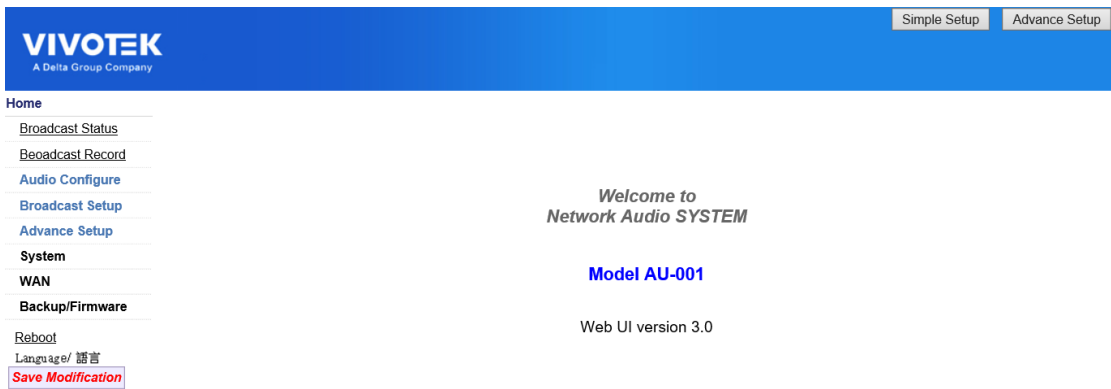 Simple Setup
Advance Setup
VIVOTEK
A Delta Group Company
Home
Broadcast Status
Beoadcast Record
Audio Configure
Broadcast Setup
Advance Setup
System
WAN
Backup/Firmware
Reboot
Language/ 語言
Save Modification
Welcome to
Network Audio SYSTEM
Model AU-001
Web UI version 3.0